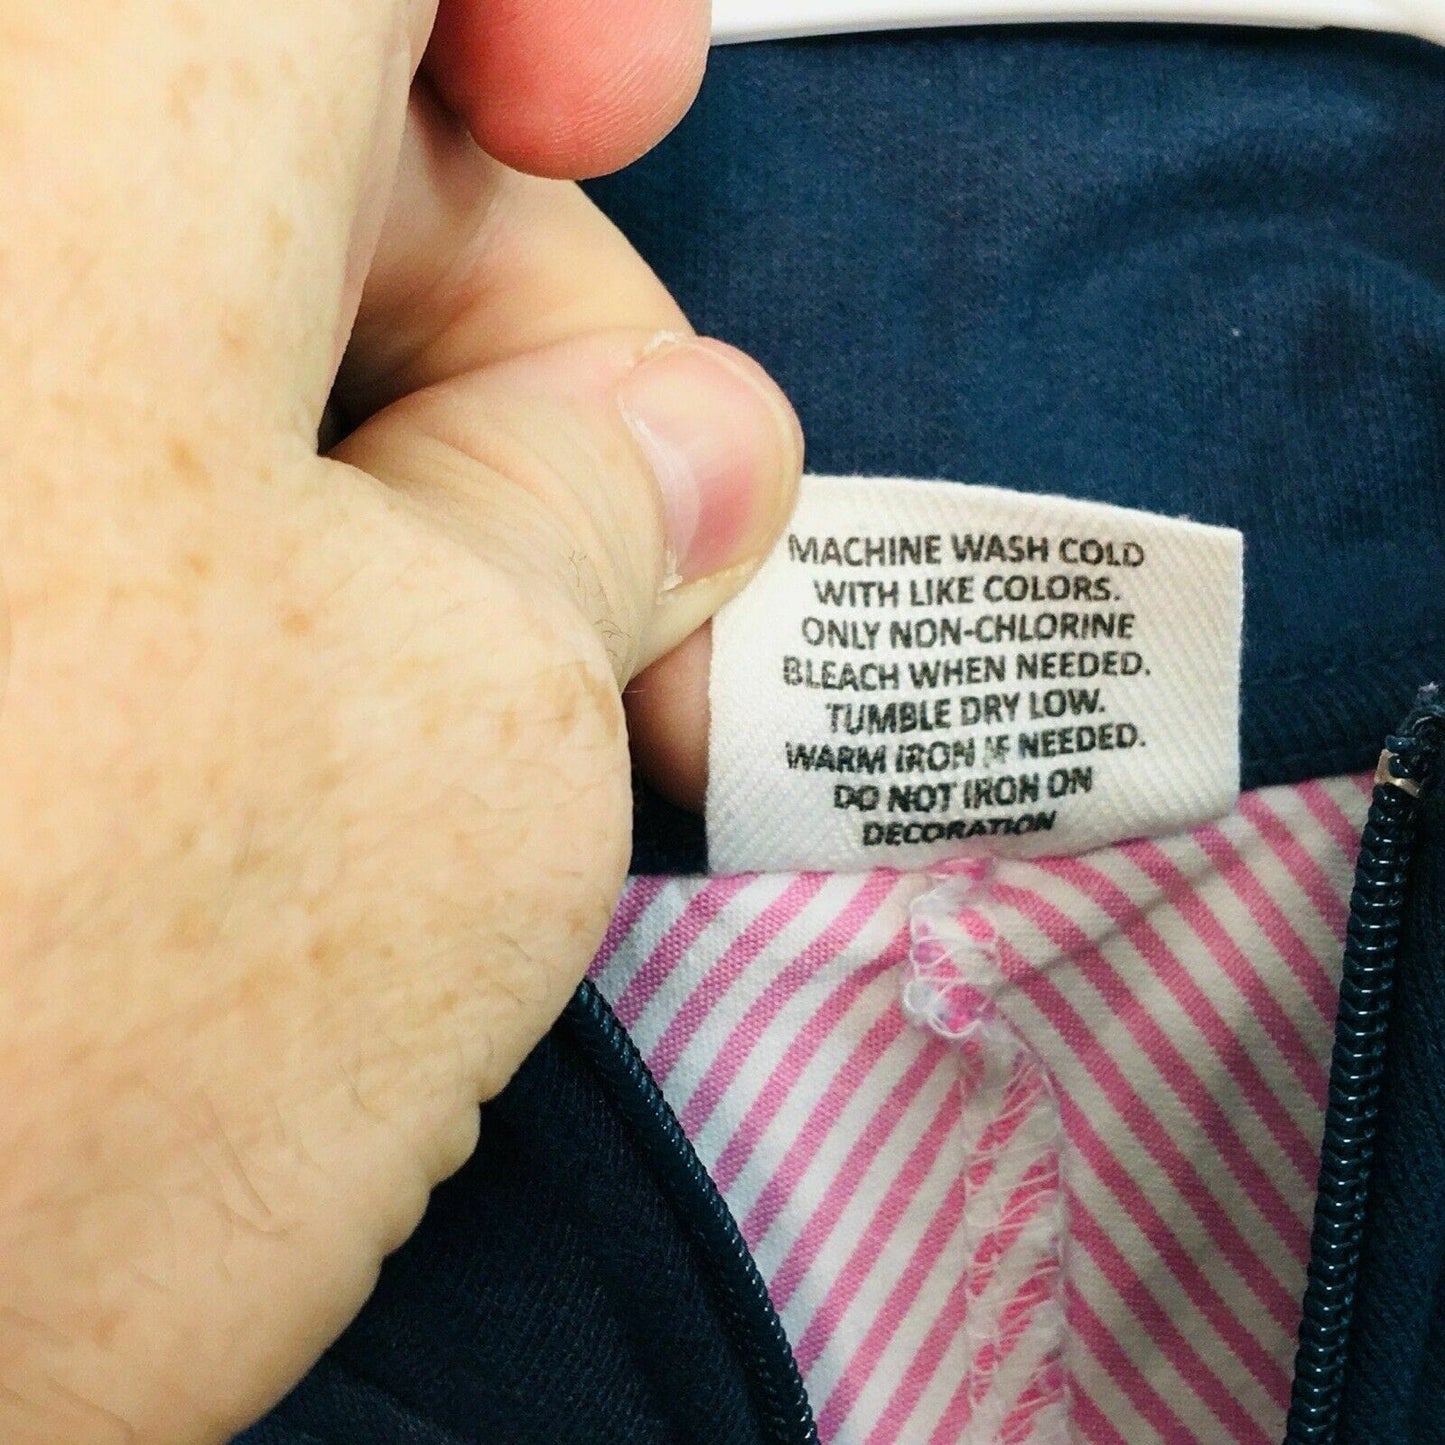 MACHINE WASH COLD
WITH LIKE COLORS.
ONLY NON-CHLORINE
BLEACH WHEN NEEDED.
TUMBLE DRY LOW.
WARM IRON IF NEEDED.
DO NOT IRON ON
DECORATION